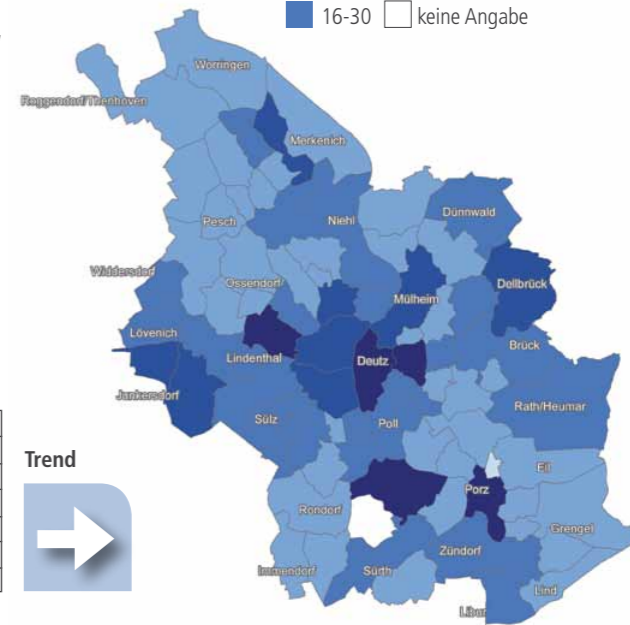 16-30 keine Angabe
Worringen
Roggendorf/Thenhoven
Merkenich
Dünnwald
Niehl
Pesch
Widdersdorf
Ossendorf/
Dellbrück
Mülheim
Lövenich
Brück
Lindenthal
Deutz
Junkersdorf
Rath/Heumar
Sülz
Poll
Trend
Eil
Porz
Rondorf
Grengel
Zündorf
Immendorf
Sürth
Lind
Libur